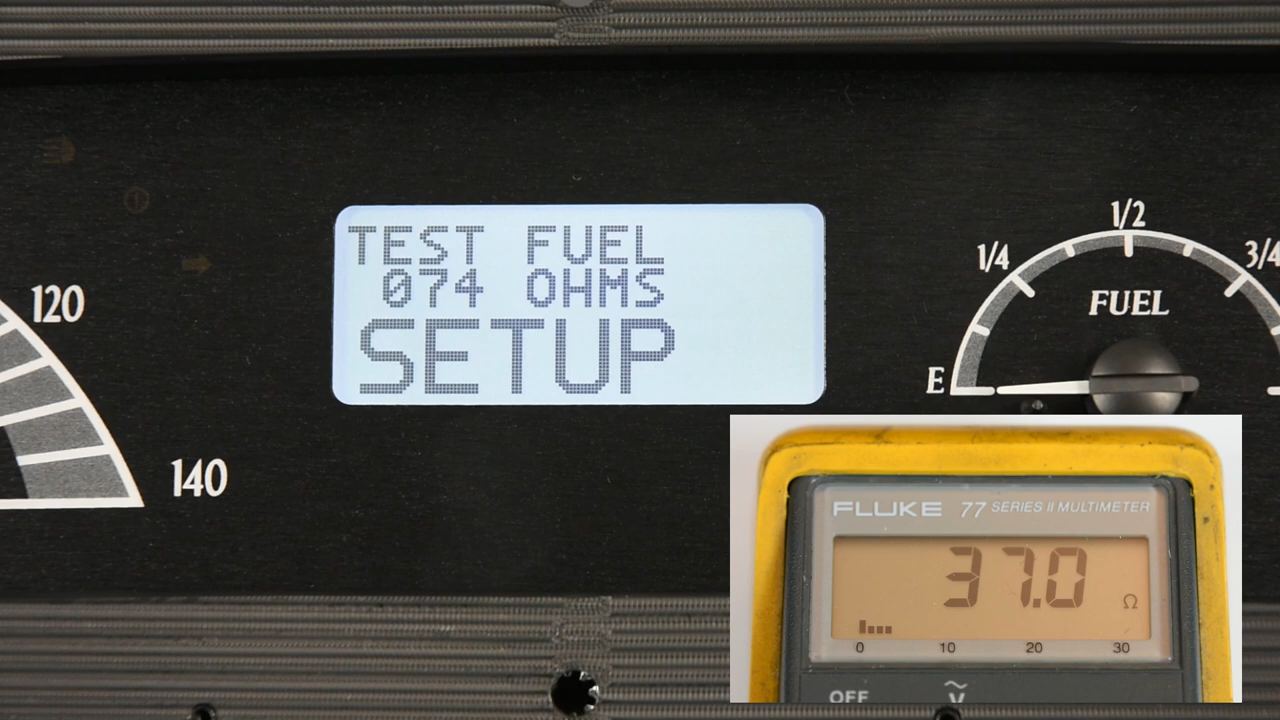 120
140
TEST FUEL
074 OHMS
SETUP
1/4
1/2
3/4
FUEL
E
FLUKE 77 SERIES II MULTIMETER
37.0 Ω
0 10 20 30
OFF
V